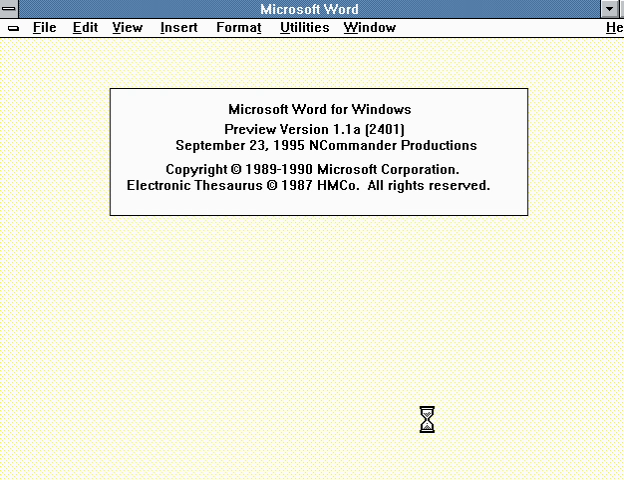 Microsoft Word
File Edit View Insert Format Utilities Window He
Microsoft Word for Windows
Preview Version 1.1a (2401)
September 23, 1995 NCommander Productions
Copyright © 1989-1990 Microsoft Corporation.
Electronic Thesaurus © 1987 HMCo. All rights reserved.